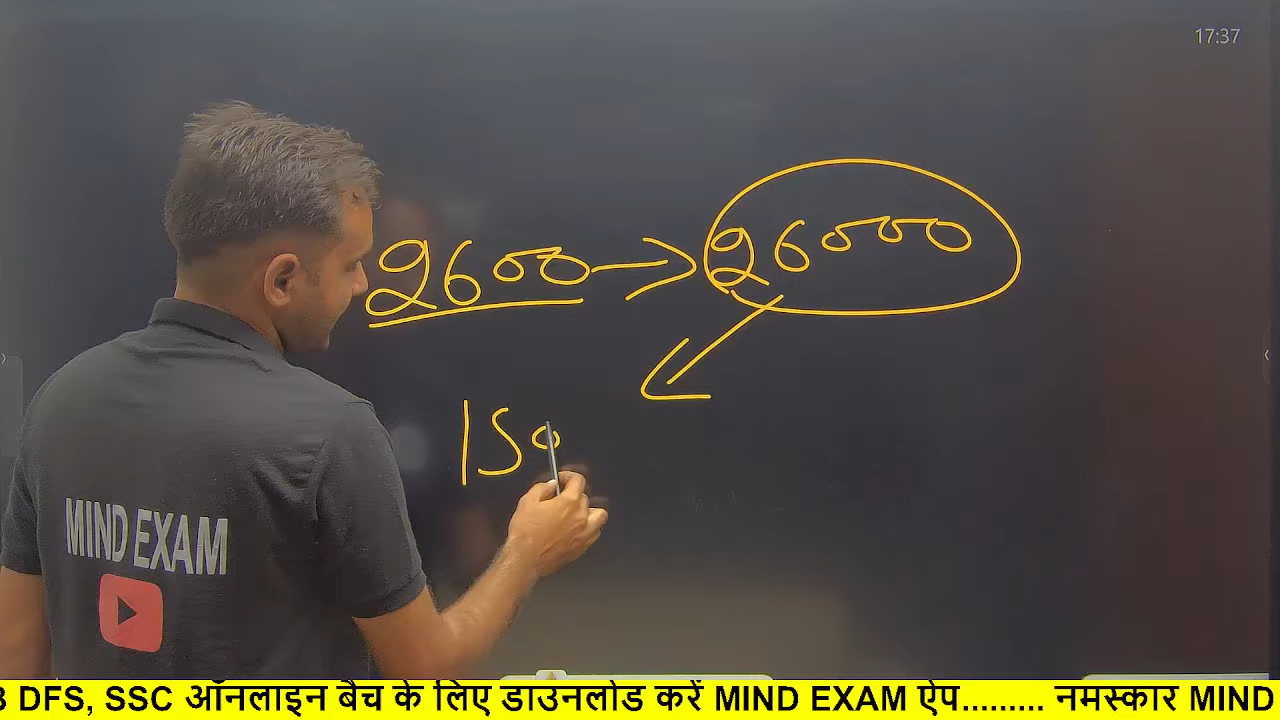 17:37
2600 → 26000
150
MIND EXAM
B DFS, SSC ऑनलाइन बैच के लिए डाउनलोड करें MIND EXAM ऐप......... नमस्कार MIND